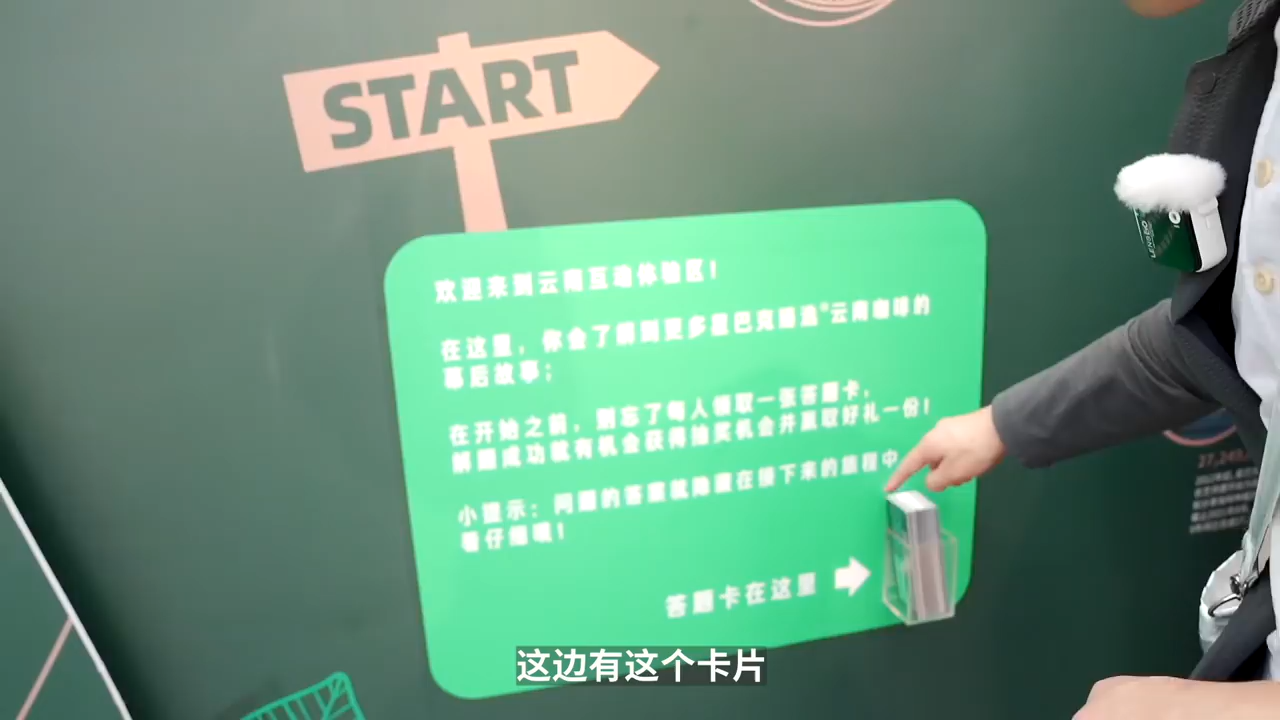 START
欢迎来到云南互动体验区！
在这里，你会了解到更多星巴克臻选®云南咖啡的
幕后故事；
在开始之前，别忘了每人领取一张答题卡，
解题成功就有机会获得抽奖机会并赢取好礼一份！
小提示：问题的答案就隐藏在接下来的旅程中，
看仔细哦！
答题卡在这里
这边有这个卡片